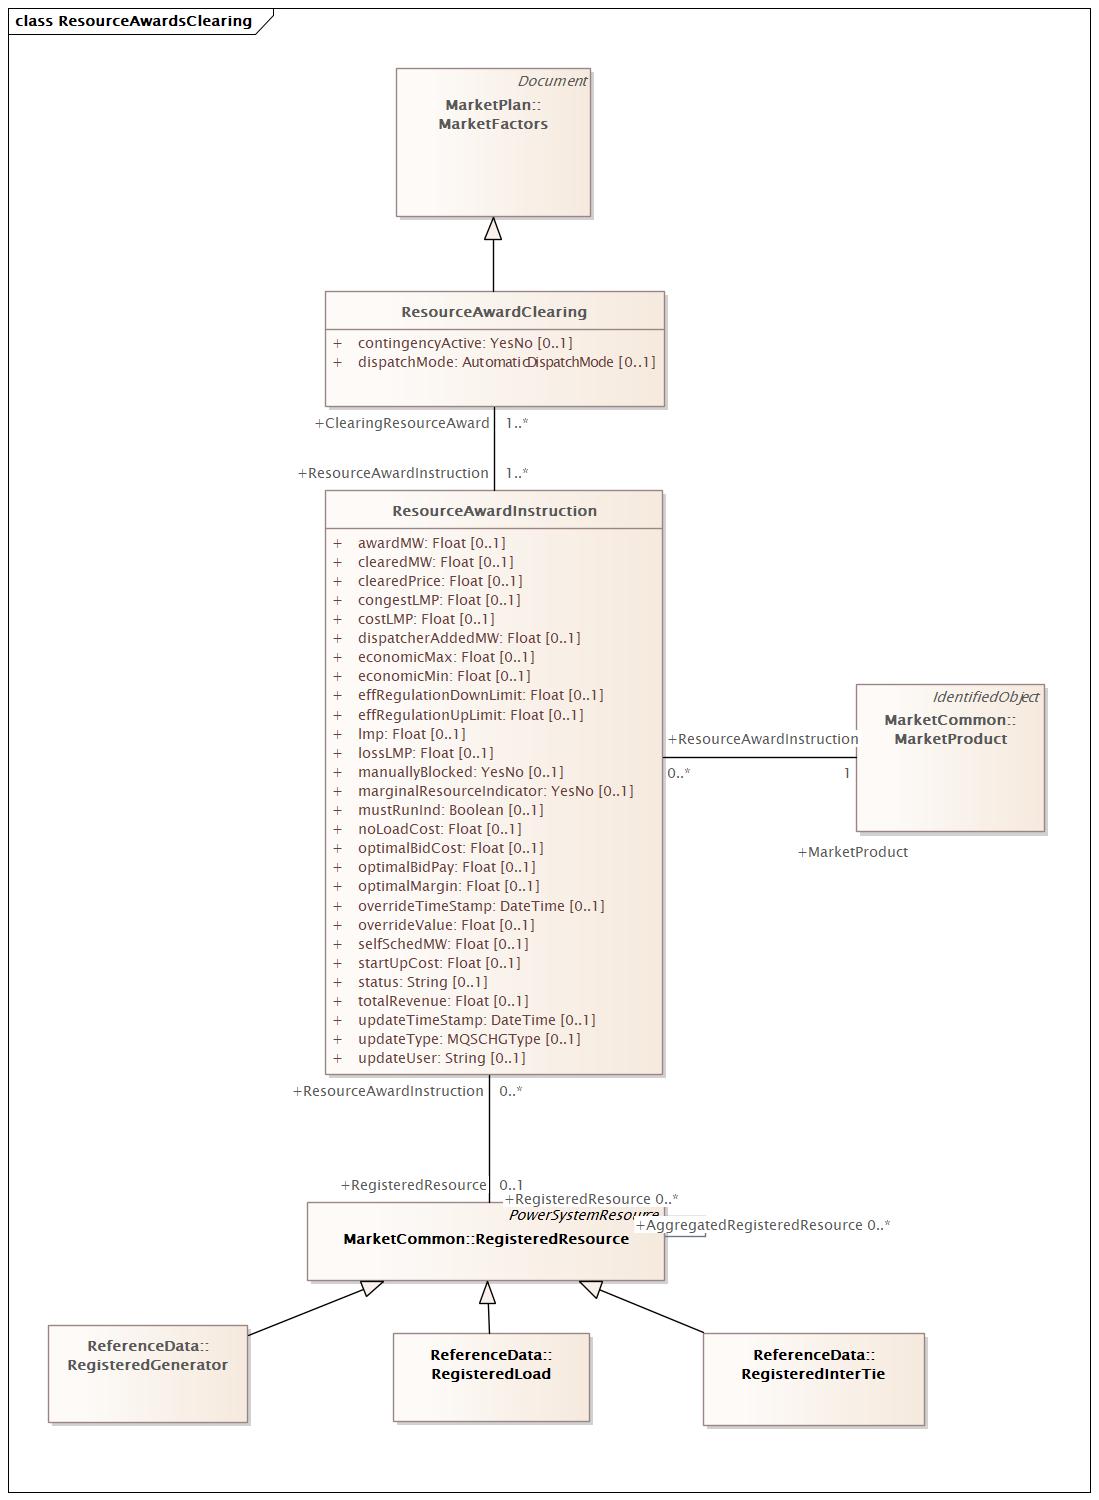 class ResourceAwardsClearing
Document
MarketPlan::
MarketFactors
ResourceAwardClearing
+ contingencyActive: YesNo [0..1]
+ dispatchMode: AutomaticDispatchMode [0..1]
+ClearingResourceAward 1..*
+ResourceAwardInstruction 1..*
ResourceAwardInstruction
+ awardMW: Float [0..1]
+ clearedMW: Float [0..1]
+ clearedPrice: Float [0..1]
+ congestLMP: Float [0..1]
+ costLMP: Float [0..1]
+ dispatcherAddedMW: Float [0..1]
+ economicMax: Float [0..1]
+ economicMin: Float [0..1]
+ effRegulationDownLimit: Float [0..1]
+ effRegulationUpLimit: Float [0..1]
+ lmp: Float [0..1]
+ lossLMP: Float [0..1]
+ manuallyBlocked: YesNo [0..1]
+ marginalResourceIndicator: YesNo [0..1]
+ mustRunInd: Boolean [0..1]
+ noLoadCost: Float [0..1]
+ optimalBidCost: Float [0..1]
+ optimalBidPay: Float [0..1]
+ optimalMargin: Float [0..1]
+ overrideTimeStamp: DateTime [0..1]
+ overrideValue: Float [0..1]
+ selfSchedMW: Float [0..1]
+ startUpCost: Float [0..1]
+ status: String [0..1]
+ totalRevenue: Float [0..1]
+ updateTimeStamp: DateTime [0..1]
+ updateType: MQSCHGType [0..1]
+ updateUser: String [0..1]
IdentifiedObject
MarketCommon::
MarketProduct
+ResourceAwardInstruction
0..* 1
+MarketProduct
+ResourceAwardInstruction 0..*
+RegisteredResource 0..1
+RegisteredResource 0..*
PowerSystemResource
+AggregatedRegisteredResource 0..*
MarketCommon::RegisteredResource
ReferenceData::
RegisteredGenerator
ReferenceData::
RegisteredLoad
ReferenceData::
RegisteredInterTie